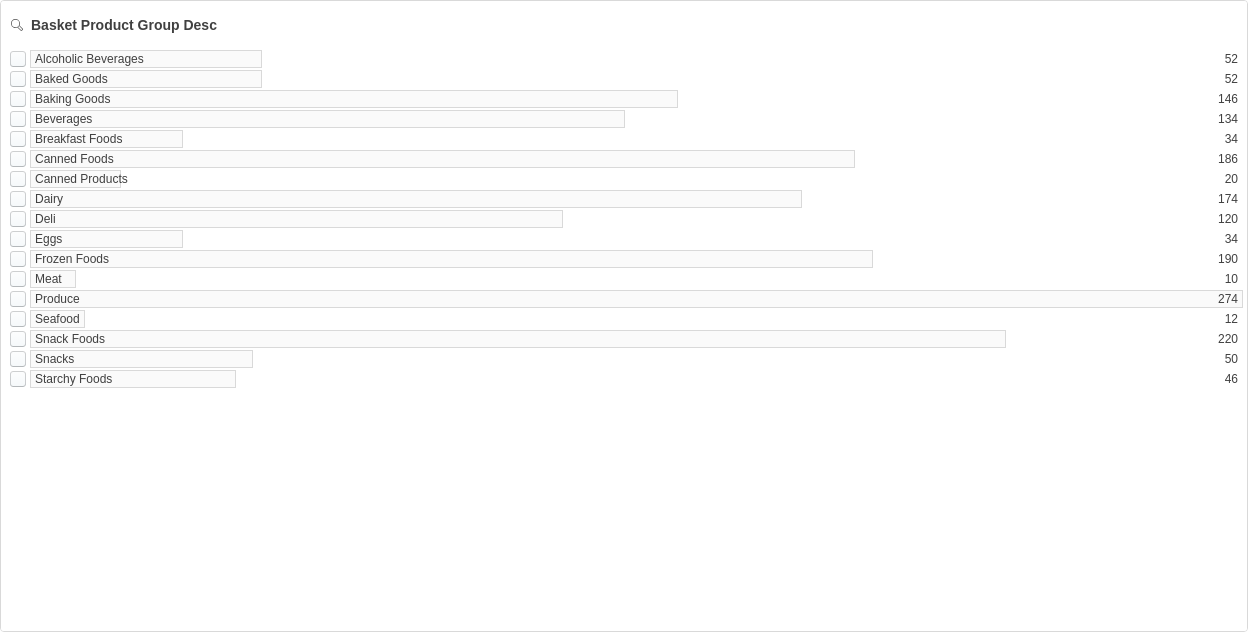 Basket Product Group Desc
Alcoholic Beverages 52
Baked Goods 52
Baking Goods 146
Beverages 134
Breakfast Foods 34
Canned Foods 186
Canned Products 20
Dairy 174
Deli 120
Eggs 34
Frozen Foods 190
Meat 10
Produce 274
Seafood 12
Snack Foods 220
Snacks 50
Starchy Foods 46